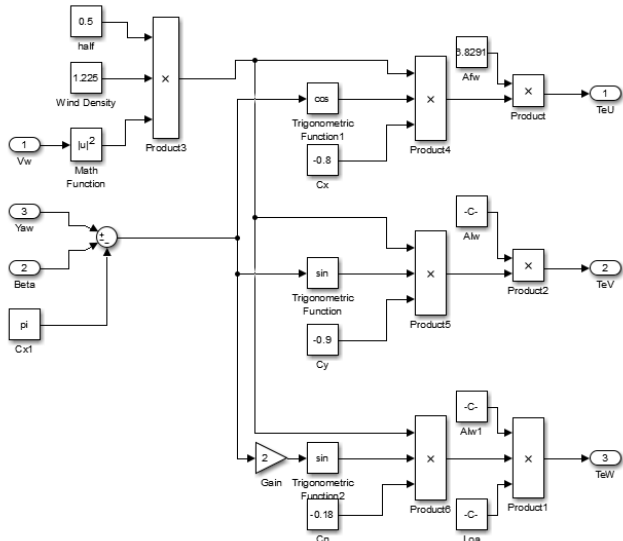 0.5
half
1.225
Wind Density
×
Product3
1
Vw
|u|²
Math
Function
3
Yaw
2
Beta
+
−
−
pi
Cx1
cos
Trigonometric
Function1
-0.8
Cx
×
Product4
Afw
×
Product
1
TeU
sin
Trigonometric
Function
-0.9
Cy
×
Product5
-C-
Alw
×
Product2
2
TeV
2
Gain
sin
Trigonometric
Function2
-0.18
Cn
×
Product6
-C-
Alw1
-C-
Loa
×
Product1
3
TeW